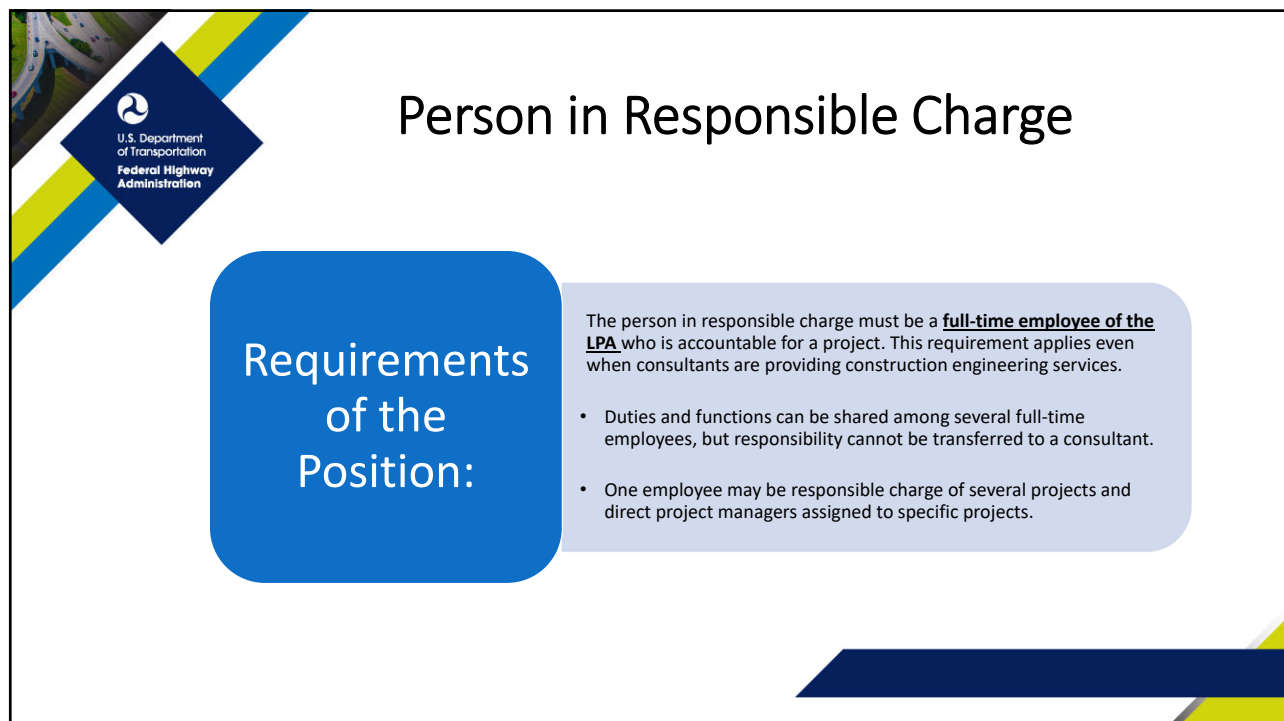 U.S. Department
of Transportation
Federal Highway
Administration
Person in Responsible Charge
Requirements
of the
Position:
The person in responsible charge must be a full-time employee of the
LPA who is accountable for a project. This requirement applies even
when consultants are providing construction engineering services.
• Duties and functions can be shared among several full-time
employees, but responsibility cannot be transferred to a consultant.
• One employee may be responsible charge of several projects and
direct project managers assigned to specific projects.